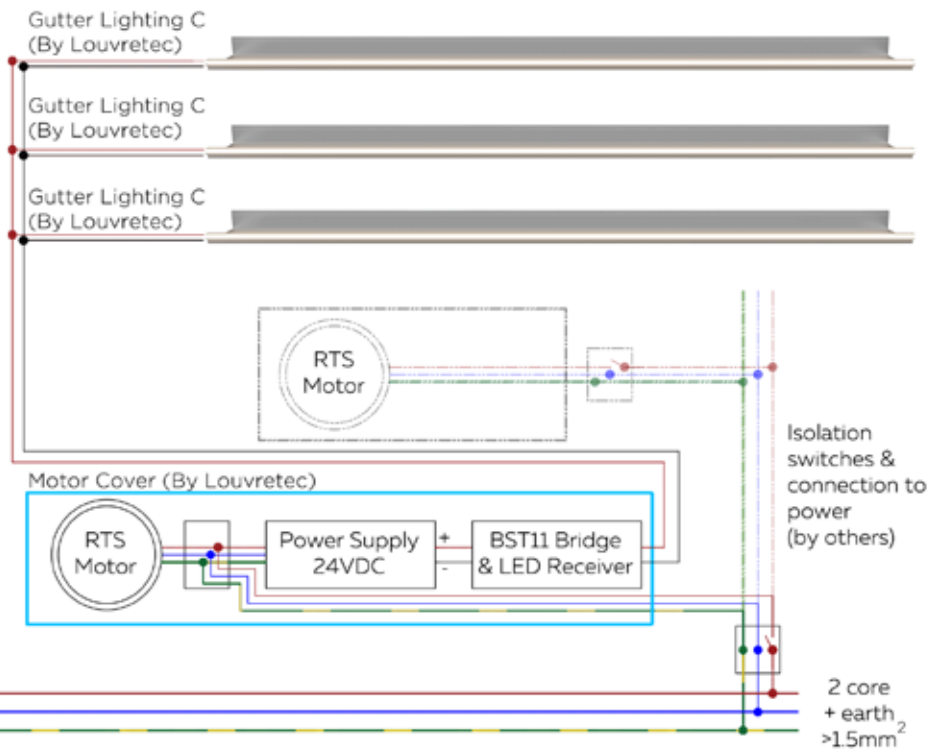 Gutter Lighting C
(By Louvretec)
Gutter Lighting C
(By Louvretec)
Gutter Lighting C
(By Louvretec)
RTS
Motor
Isolation
switches &
connection to
power
(by others)
Motor Cover (By Louvretec)
RTS
Motor
Power Supply
24VDC
+
-
BST11 Bridge
& LED Receiver
2 core
+ earth
>1.5mm²